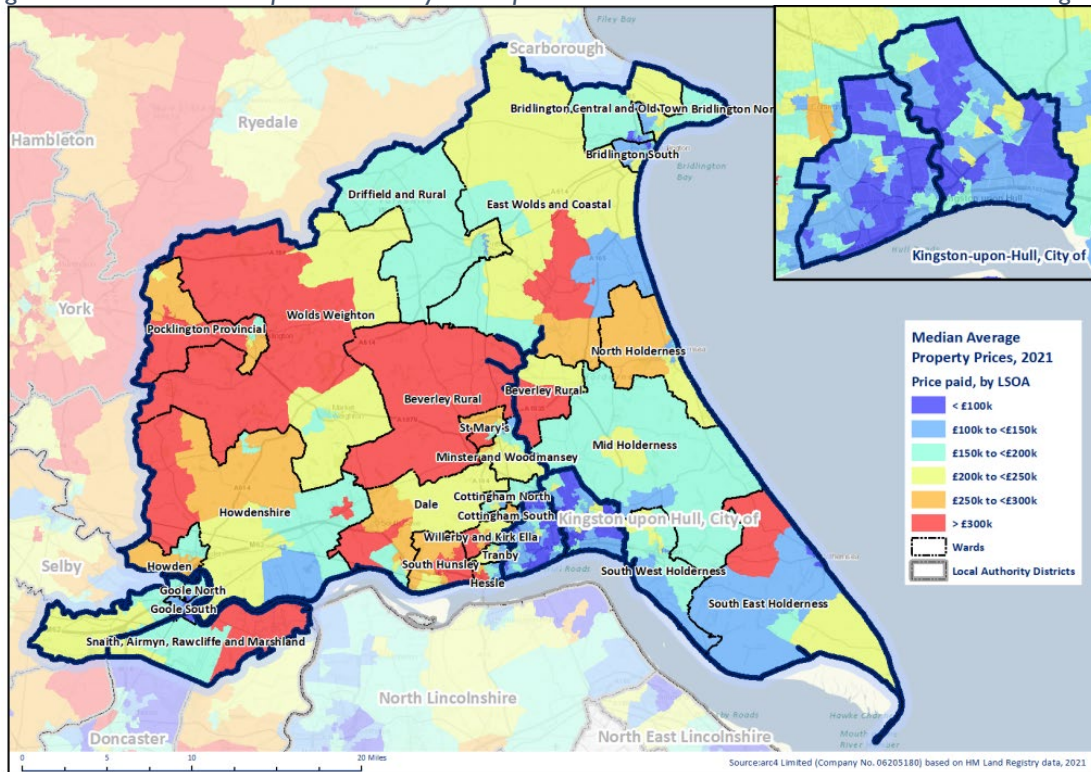 Scarborough
Filey Bay
Ryedale
Hambleton
Bridlington Central and Old Town
Bridlington Nor
Bridlington South
Bridlington
Bay
Driffield and Rural
East Wolds and Coastal
Kingston-upon-Hull, City of
York
Pocklington Provincial
Wolds Weighton
North Holderness
Beverley Rural
Beverley Rural
St Mary's
Mid Holderness
Minster and Woodmansey
Dale
Cottingham North
Cottingham South
Kingston upon Hull, City of
Howdenshire
Willerby and Kirk Ella
Tranby
South Hunsley
Hessle
South West Holderness
South East Holderness
Selby
Howden
Goole North
Goole South
Snaith, Airmyn, Rawcliffe and Marshland
North Lincolnshire
Doncaster
North East Lincolnshire
Median Average
Property Prices, 2021
Price paid, by LSOA
< £100k
£100k to <£150k
£150k to <£200k
£200k to <£250k
£250k to <£300k
> £300k
Wards
Local Authority Districts
0 5 10 20 Miles
Source:arc4 Limited (Company No. 06205180) based on HM Land Registry data, 2021